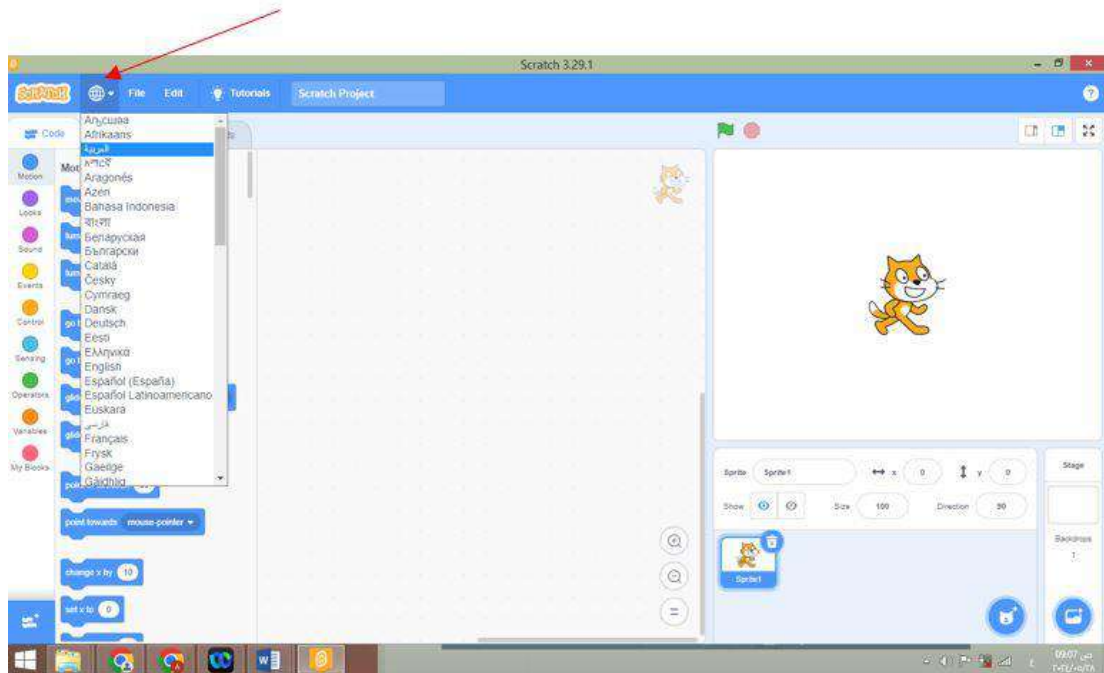 Scratch 3.29.1
SCRATCH
File Edit Tutorials Scratch Project
Code
Motion
Looks
Sound
Events
Control
Sensing
Operators
Variables
My Blocks
Аҧсшәа
Afrikaans
العربية
አማርኛ
Aragonés
Azeri
Bahasa Indonesia
বাংলা
Беларуская
Български
Català
Česky
Cymraeg
Dansk
Deutsch
Eesti
Ελληνικά
English
Español (España)
Español Latinoamericano
Euskara
فارسی
Français
Frysk
Gaeilge
Gàidhlig
point towards mouse-pointer
change x by 10
set x to 0
Sprite Sprite1 x 0 y 0
Show Size 100 Direction 90
Sprite1
Stage
Backdrops
1
09:07 ص